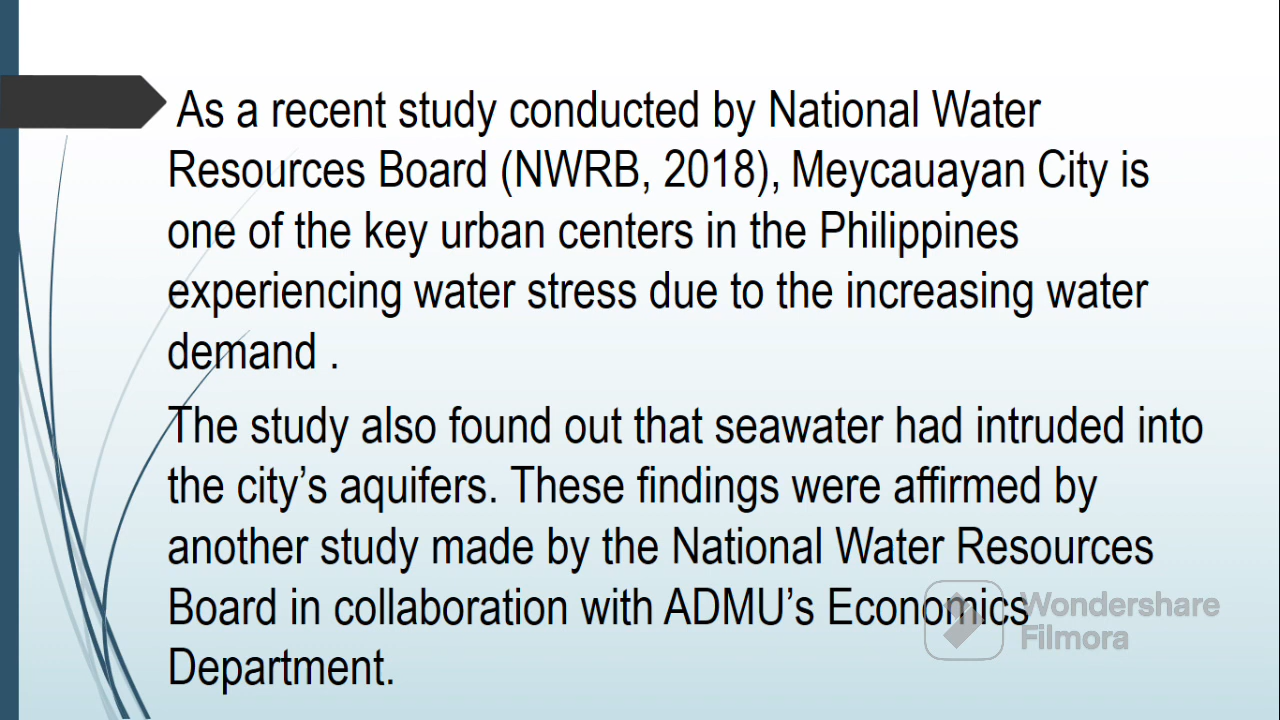 As a recent study conducted by National Water
Resources Board (NWRB, 2018), Meycauayan City is
one of the key urban centers in the Philippines
experiencing water stress due to the increasing water
demand .
The study also found out that seawater had intruded into
the city’s aquifers. These findings were affirmed by
another study made by the National Water Resources
Board in collaboration with ADMU’s Economics
Department.
Wondershare
Filmora